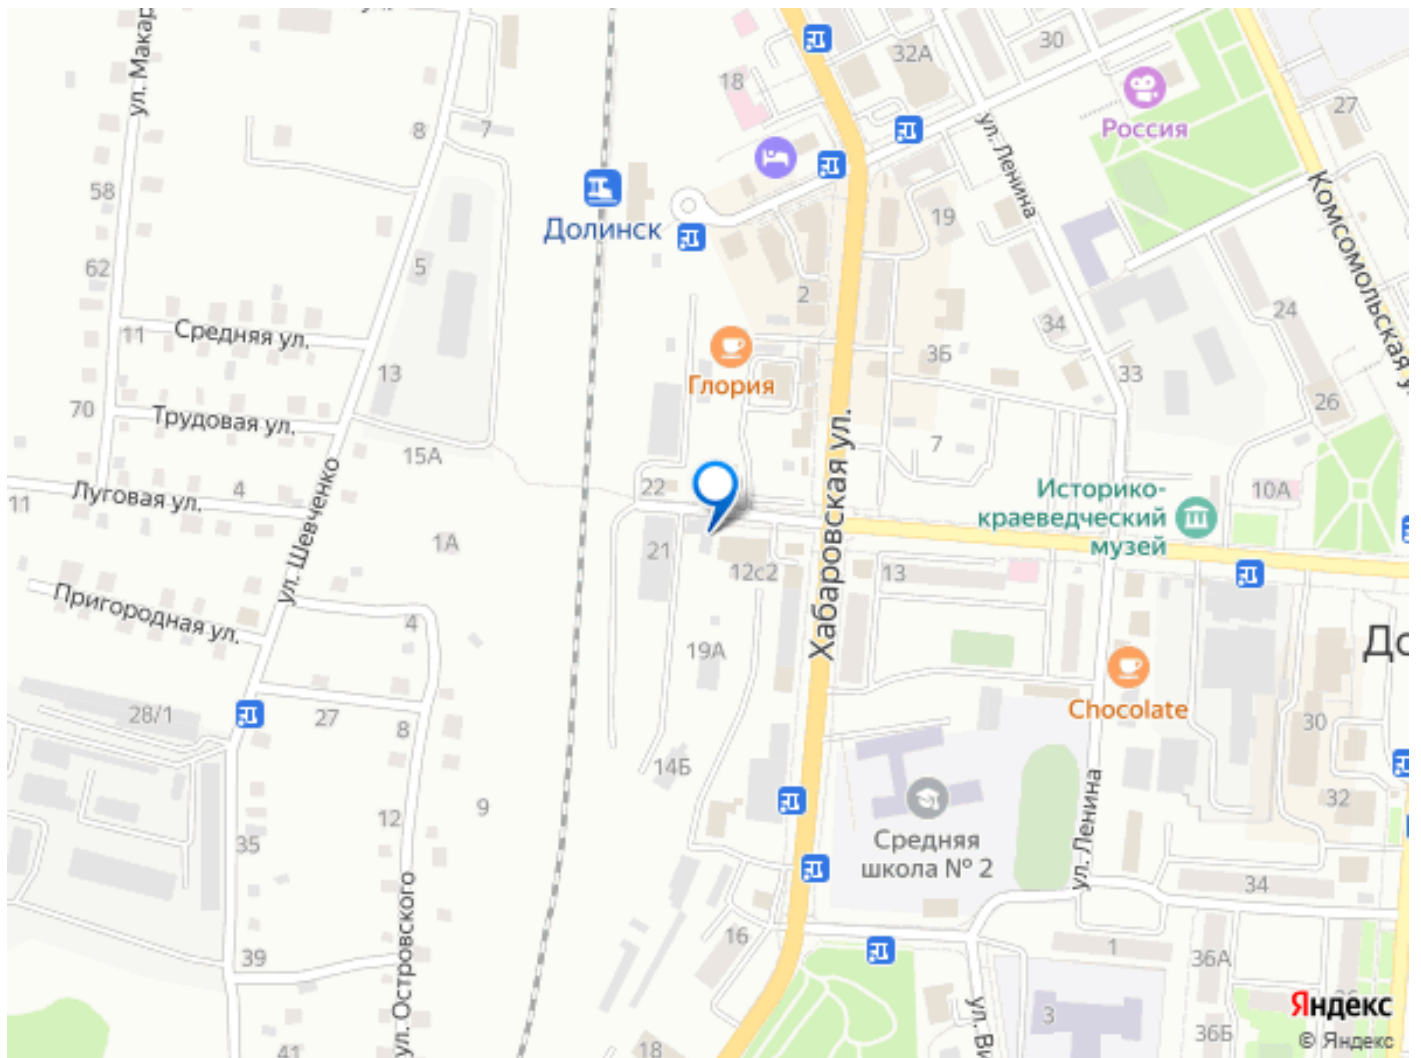 ул. Макар
8
7
18
32А
30
27
Россия
ул. Ленина
Комсомольская у
58
Долинск
19
62
5
2
24
11
Средняя ул.
34
3Б
13
Глория
33
26
70
Трудовая ул.
15А
Хабаровская ул.
7
11
Луговая ул.
4
ул. Шевченко
22
Историко-
краеведческий
музей
10А
1А
21
12с2
13
Пригородная ул.
4
19А
До
Chocolate
28/1
27
8
30
14Б
9
12
32
35
Средняя
школа № 2
ул. Ленина
34
ул. Островского
39
16
1
36А
ул. Ви
3
36Б
41
18
Яндекс
© Яндекс